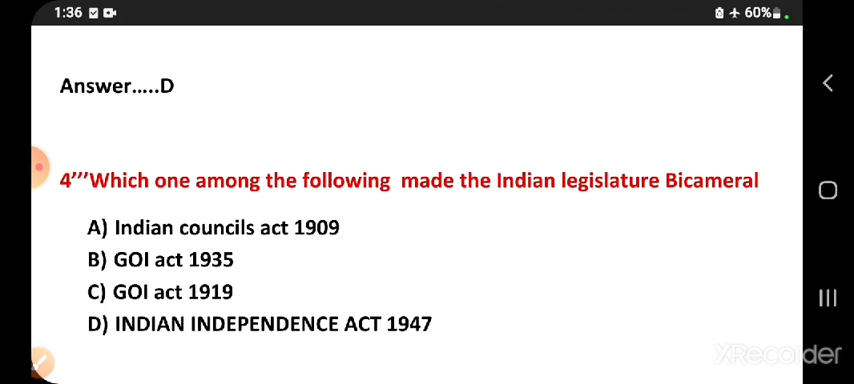 1:36
60%
Answer.....D
4’’’Which one among the following made the Indian legislature Bicameral
A) Indian councils act 1909
B) GOI act 1935
C) GOI act 1919
D) INDIAN INDEPENDENCE ACT 1947
XRecorder